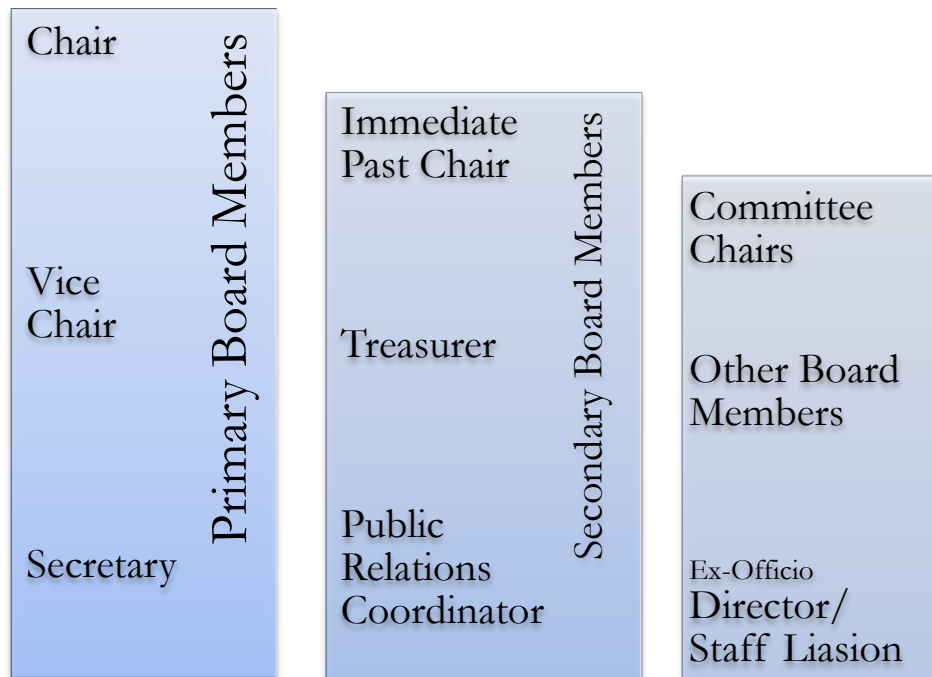 Chair
Vice
Chair
Secretary
Primary Board Members
Immediate
Past Chair
Treasurer
Public
Relations
Coordinator
Secondary Board Members
Committee
Chairs
Other Board
Members
Ex-Officio
Director/
Staff Liasion